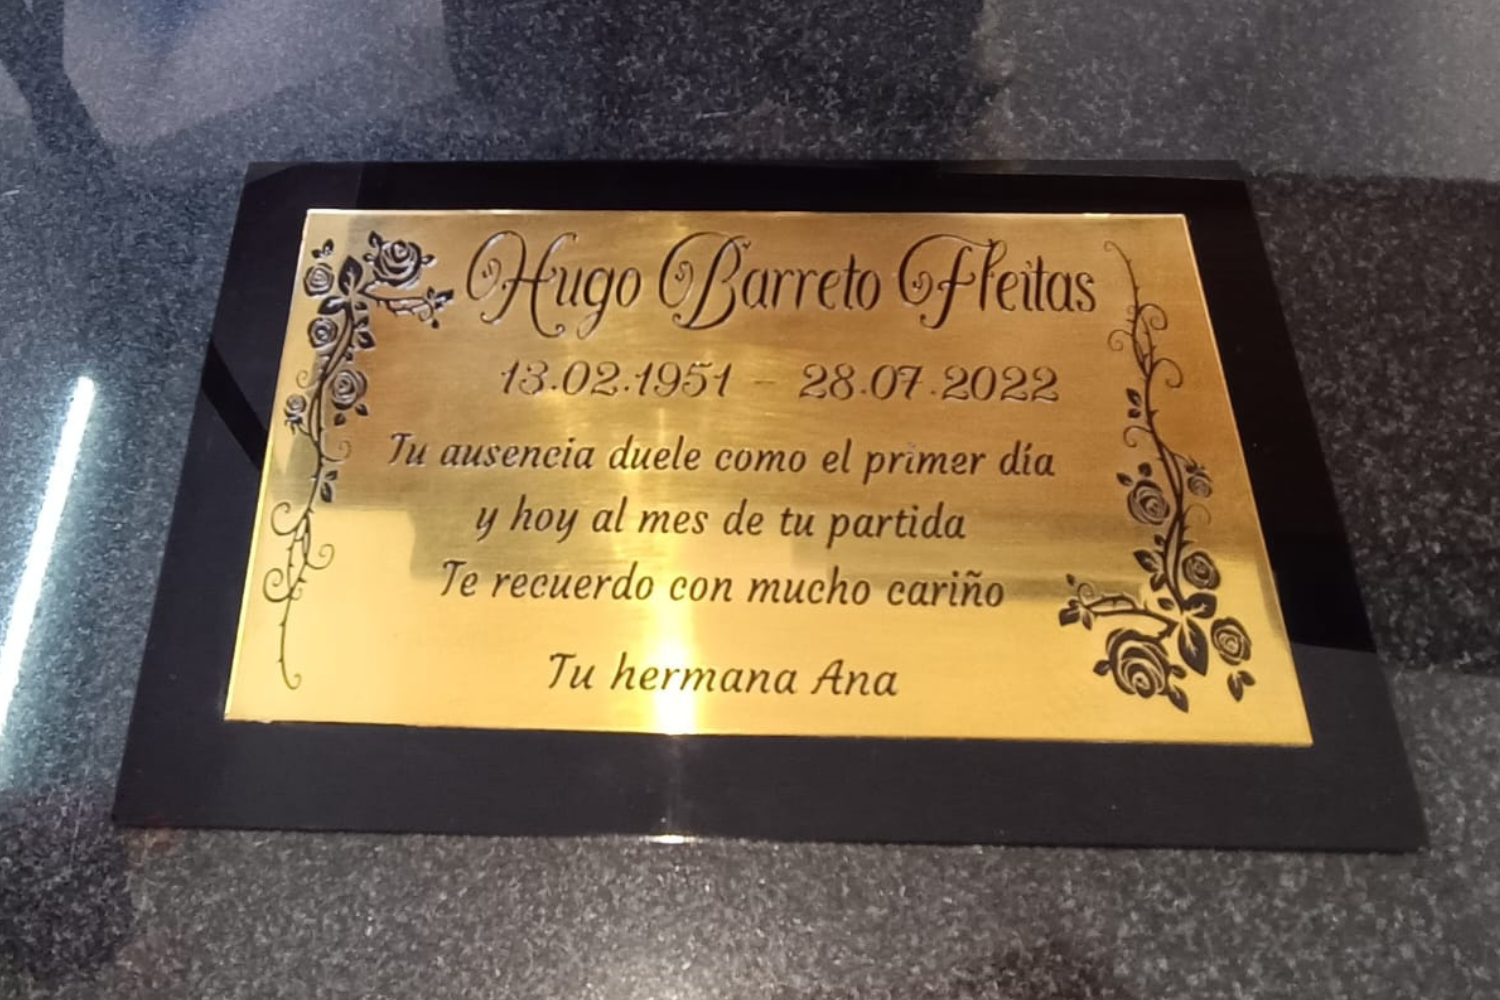 Hugo Barreto Fleitas
13.02.1951 - 28.07.2022
Tu ausencia duele como el primer día
y hoy al mes de tu partida
Te recuerdo con mucho cariño
Tu hermana Ana